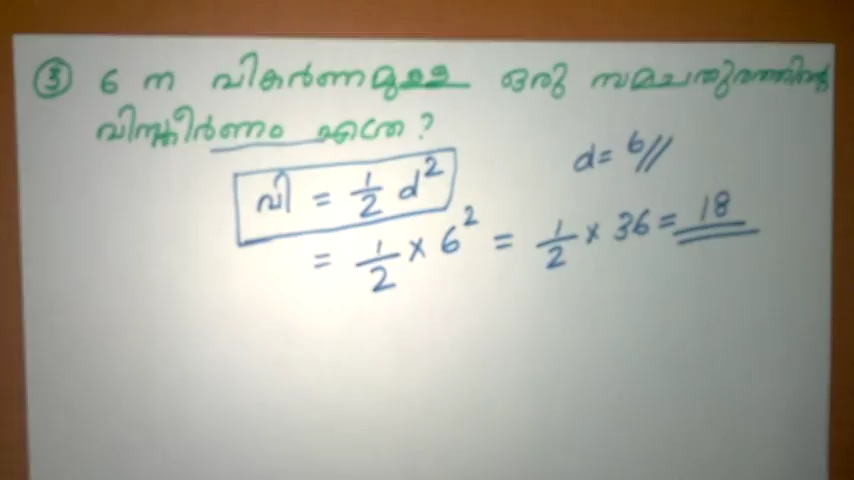 ③ 6 സെ വികർണമുള്ള ഒരു സമചതുരത്തിന്റെ
വിസ്തീർണം എത്ര?
d = 6//
വി = 1/2 d²
= 1/2 × 6² = 1/2 × 36 = 18